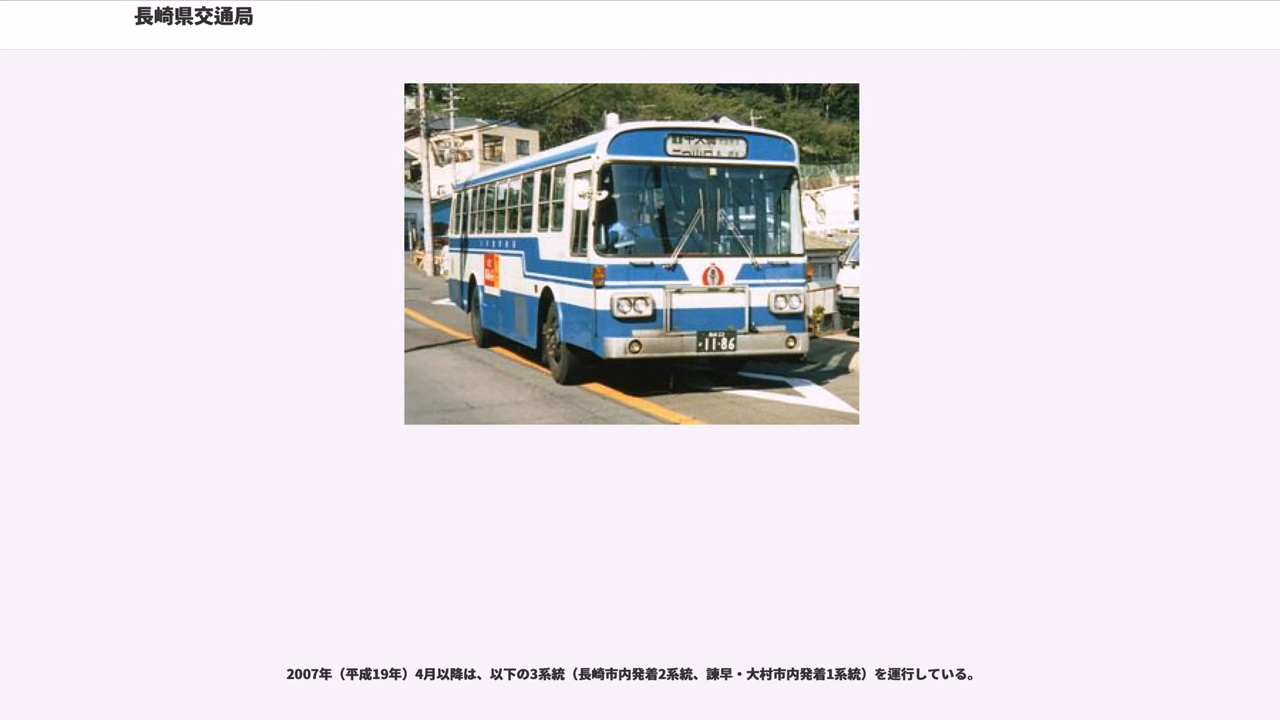 長崎県交通局
11-86
2007年（平成19年）4月以降は、以下の3系統（長崎市内発着2系統、諫早・大村市内発着1系統）を運行している。